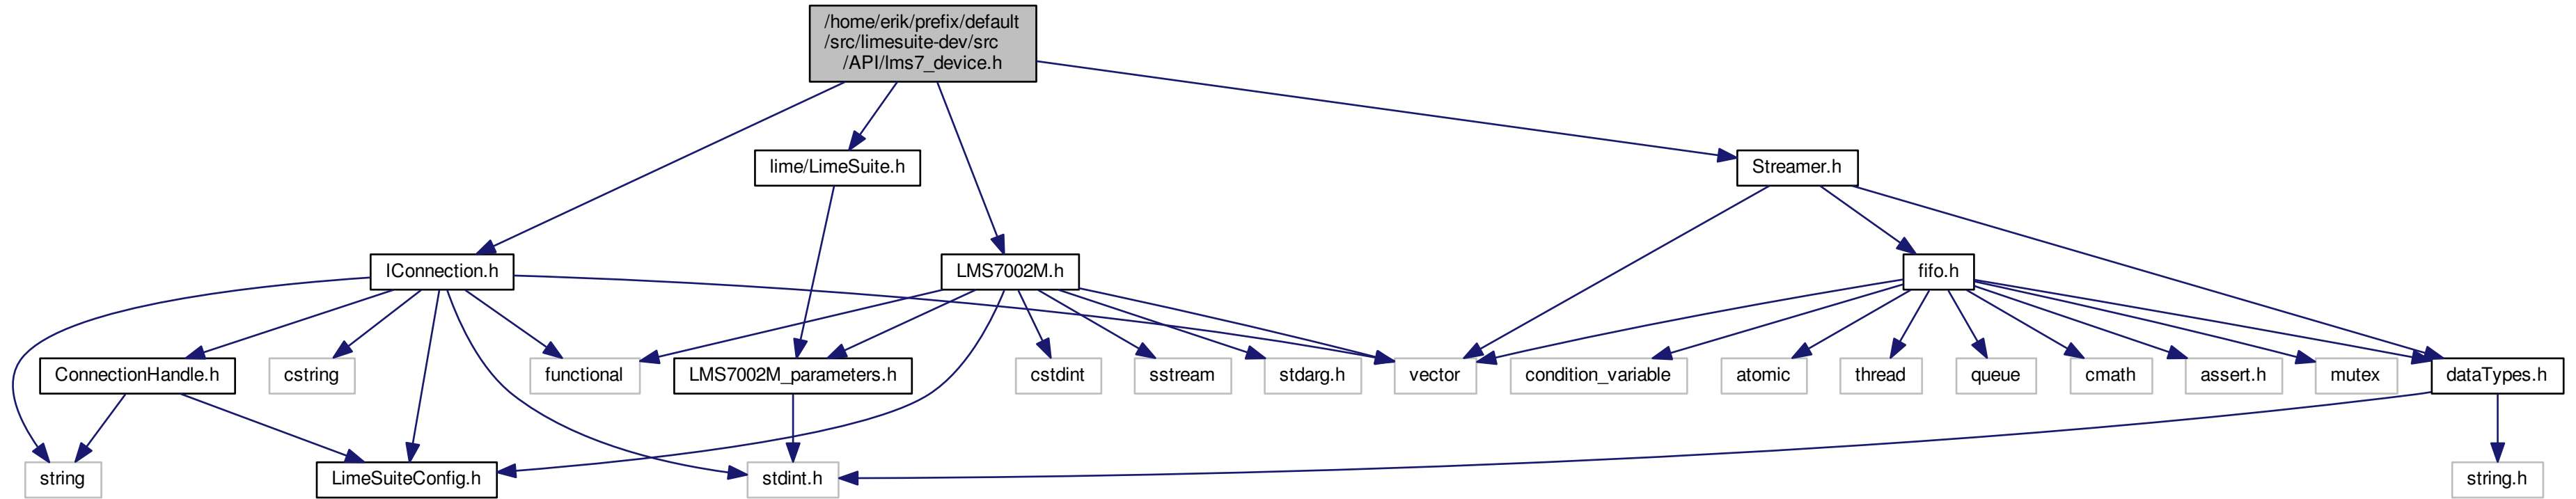 /home/erik/prefix/default
/src/limesuite-dev/src
/API/lms7_device.h
lime/LimeSuite.h
Streamer.h
IConnection.h
LMS7002M.h
fifo.h
ConnectionHandle.h
cstring
functional
LMS7002M_parameters.h
cstdint
sstream
stdarg.h
vector
condition_variable
atomic
thread
queue
cmath
assert.h
mutex
dataTypes.h
string
LimeSuiteConfig.h
stdint.h
string.h